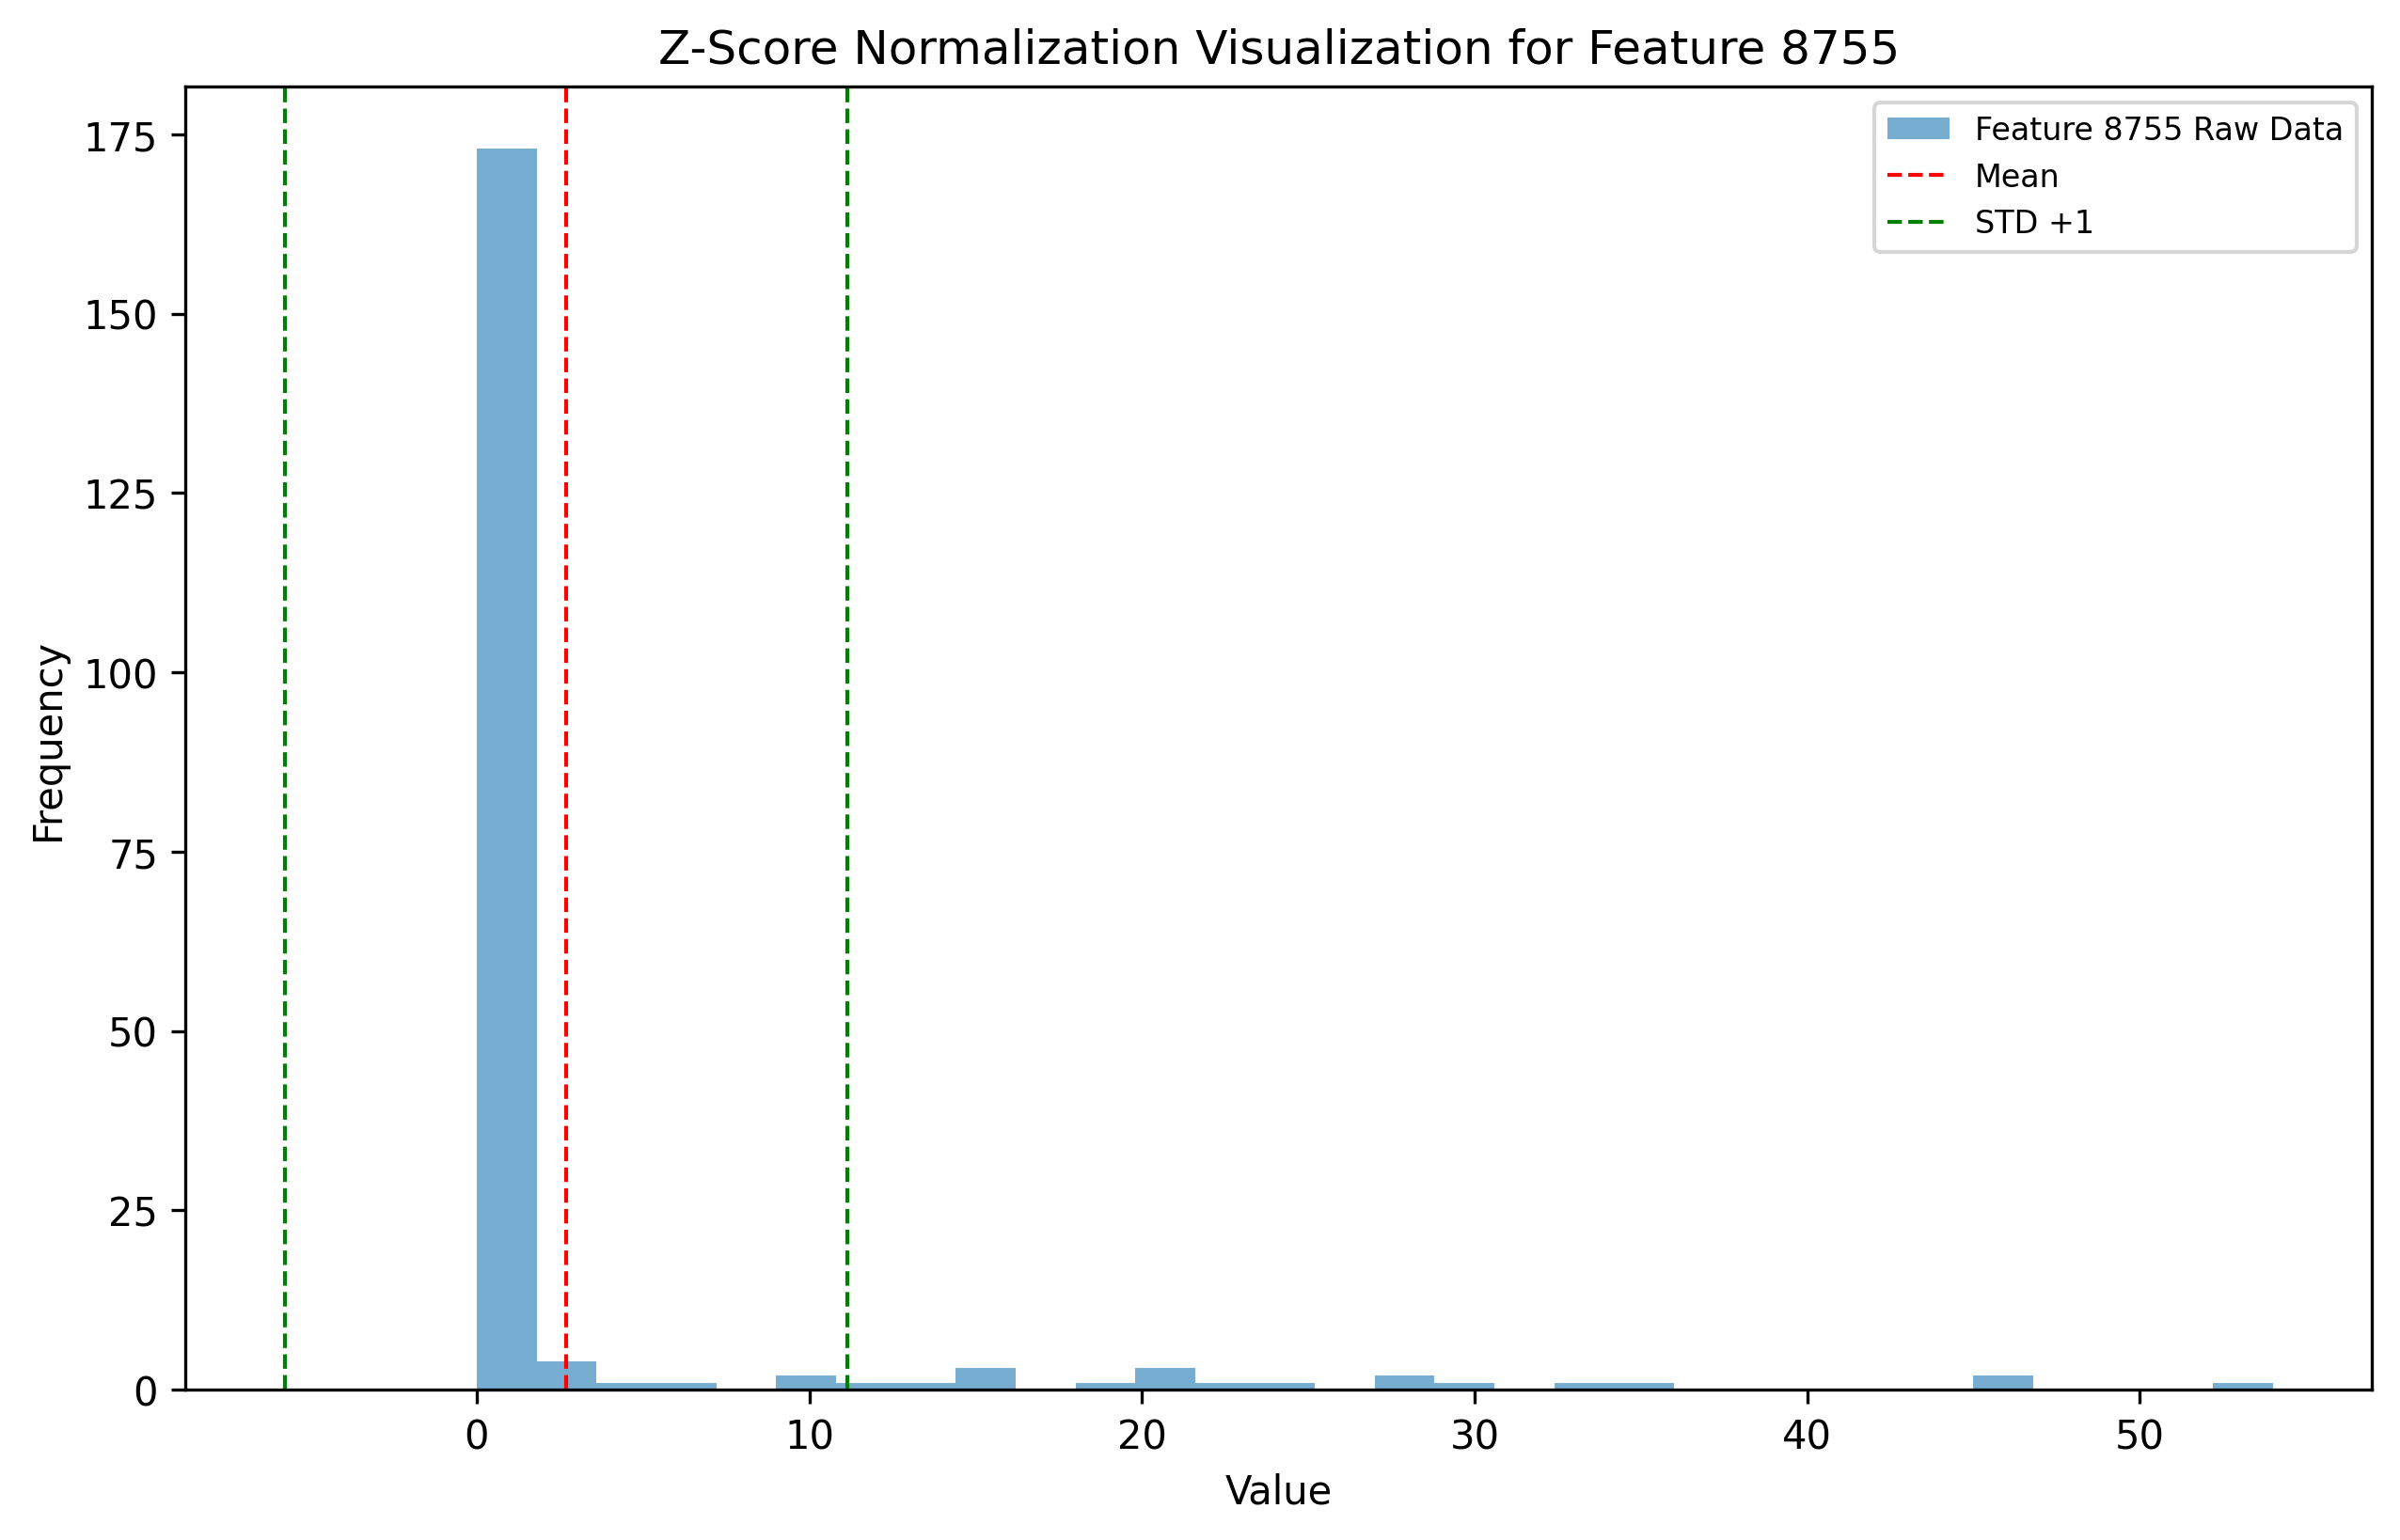 Z-Score Normalization Visualization for Feature 8755
Feature 8755 Raw Data
Mean
STD +1
175
150
125
100
75
50
25
0
Frequency
0 10 20 30 40 50
Value